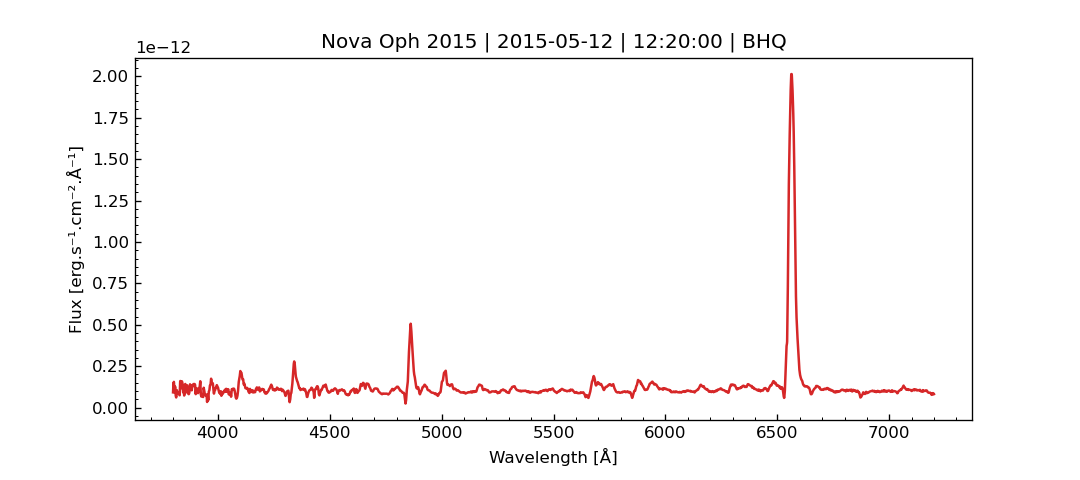 Nova Oph 2015 | 2015-05-12 | 12:20:00 | BHQ
1e−12
2.00
1.75
1.50
1.25
1.00
0.75
0.50
0.25
0.00
Flux [erg.s⁻¹.cm⁻².Å⁻¹]
4000 4500 5000 5500 6000 6500 7000
Wavelength [Å]